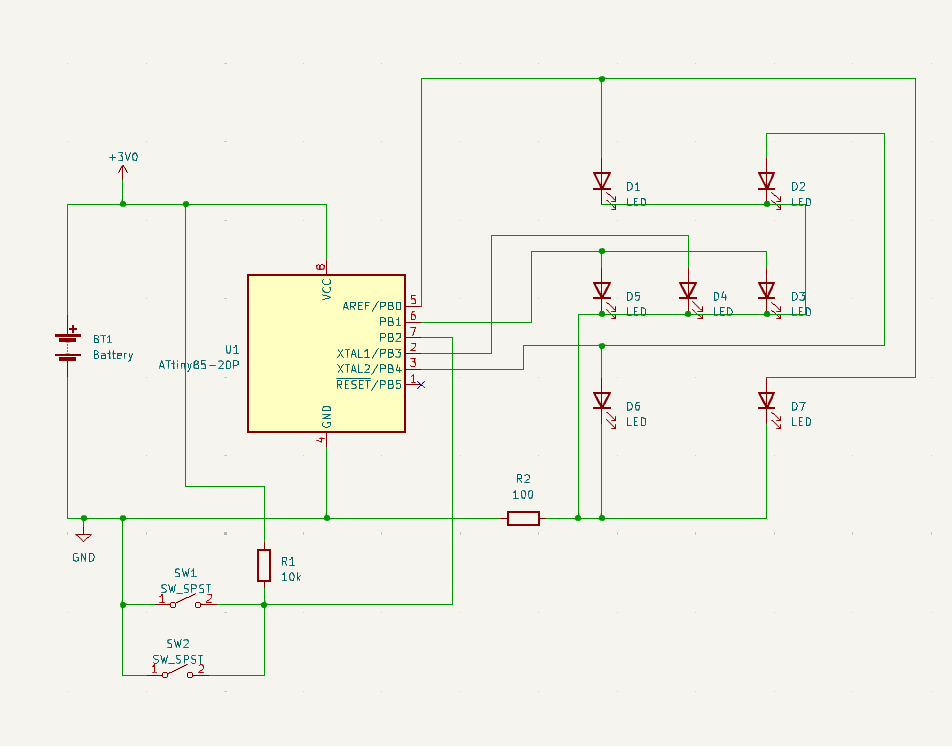 +3V0
D1
LED
D2
LED
8
VCC
AREF/PB0
5
PB1
6
PB2
7
XTAL1/PB3
2
XTAL2/PB4
3
RESET/PB5
1
GND
4
U1
ATtiny85-20P
BT1
Battery
D5
LED
D4
LED
D3
LED
D6
LED
D7
LED
R2
100
GND
R1
10k
SW1
SW_SPST
1
2
SW2
SW_SPST
1
2